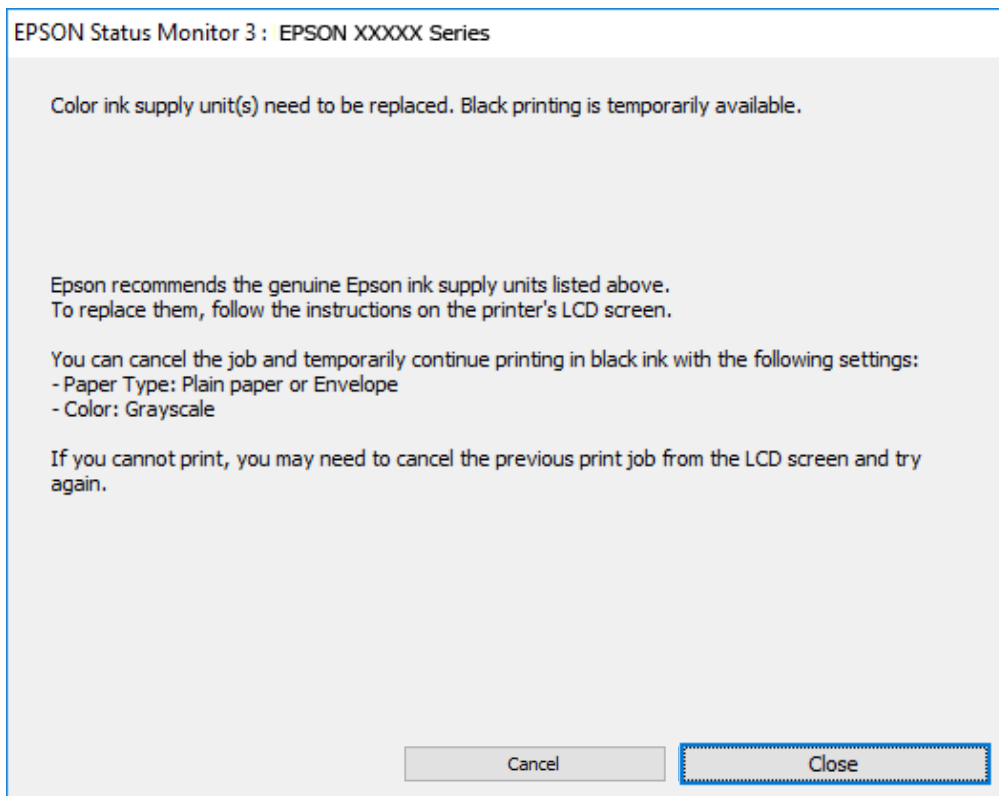 EPSON Status Monitor 3 : EPSON XXXXX Series
Color ink supply unit(s) need to be replaced. Black printing is temporarily available.
Epson recommends the genuine Epson ink supply units listed above.
To replace them, follow the instructions on the printer's LCD screen.
You can cancel the job and temporarily continue printing in black ink with the following settings:
- Paper Type: Plain paper or Envelope
- Color: Grayscale
If you cannot print, you may need to cancel the previous print job from the LCD screen and try
again.
Cancel
Close